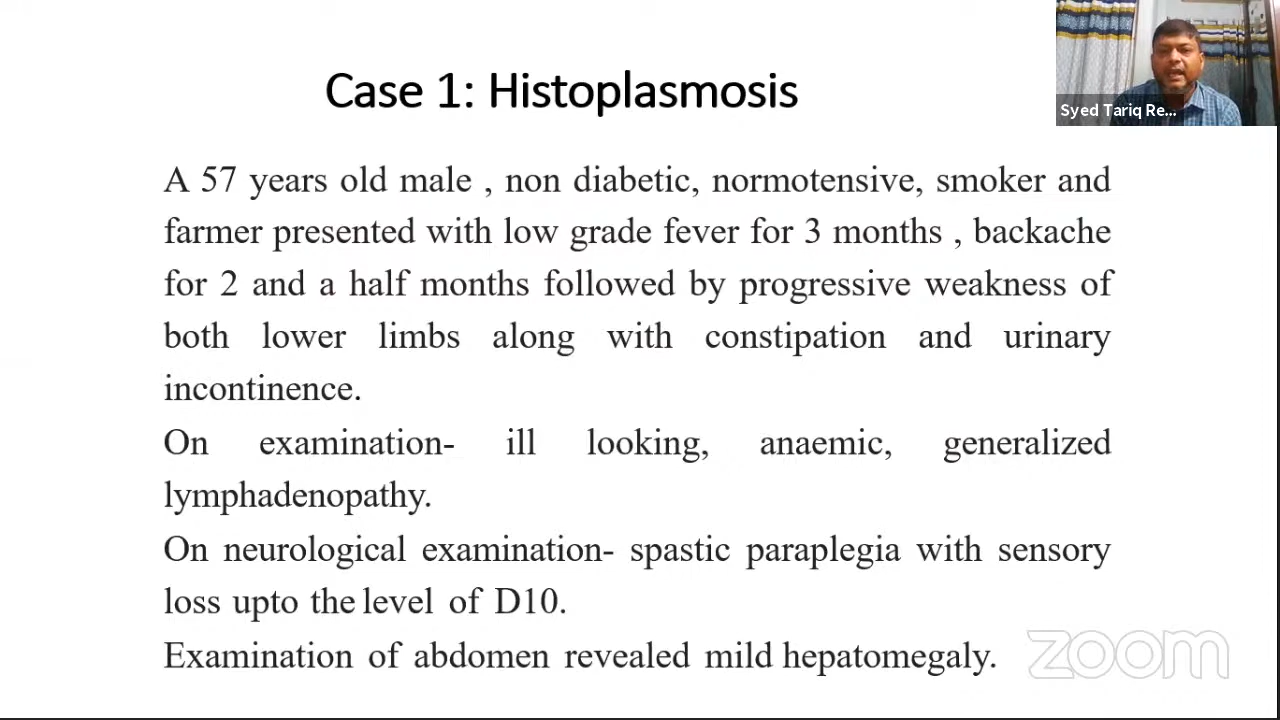 Case 1: Histoplasmosis
Syed Tariq Re...
A 57 years old male , non diabetic, normotensive, smoker and
farmer presented with low grade fever for 3 months , backache
for 2 and a half months followed by progressive weakness of
both lower limbs along with constipation and urinary
incontinence.
On examination- ill looking, anaemic, generalized
lymphadenopathy.
On neurological examination- spastic paraplegia with sensory
loss upto the level of D10.
Examination of abdomen revealed mild hepatomegaly.
zoom